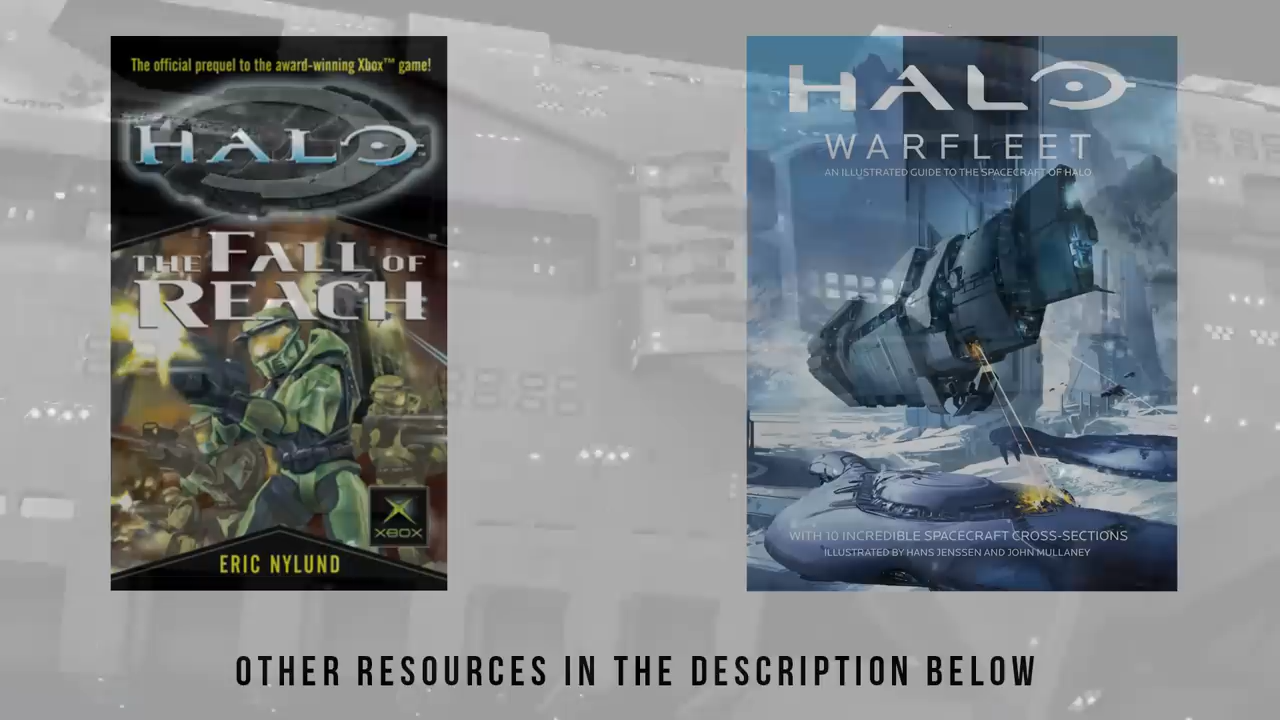 The official prequel to the award-winning Xbox™ game!
HALO™
THE FALL OF
REACH
XBOX
ERIC NYLUND
HALO
WARFLEET
AN ILLUSTRATED GUIDE TO THE SPACECRAFT OF HALO
WITH 10 INCREDIBLE SPACECRAFT CROSS-SECTIONS
ILLUSTRATED BY HANS JENSSEN AND JOHN MULLANEY
OTHER RESOURCES IN THE DESCRIPTION BELOW